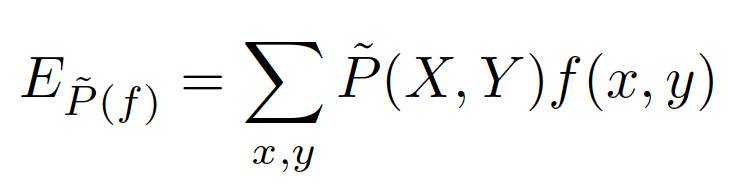 $E_{\tilde{P}(f)} = \sum_{x,y} \tilde{P}(X,Y)f(x,y)$